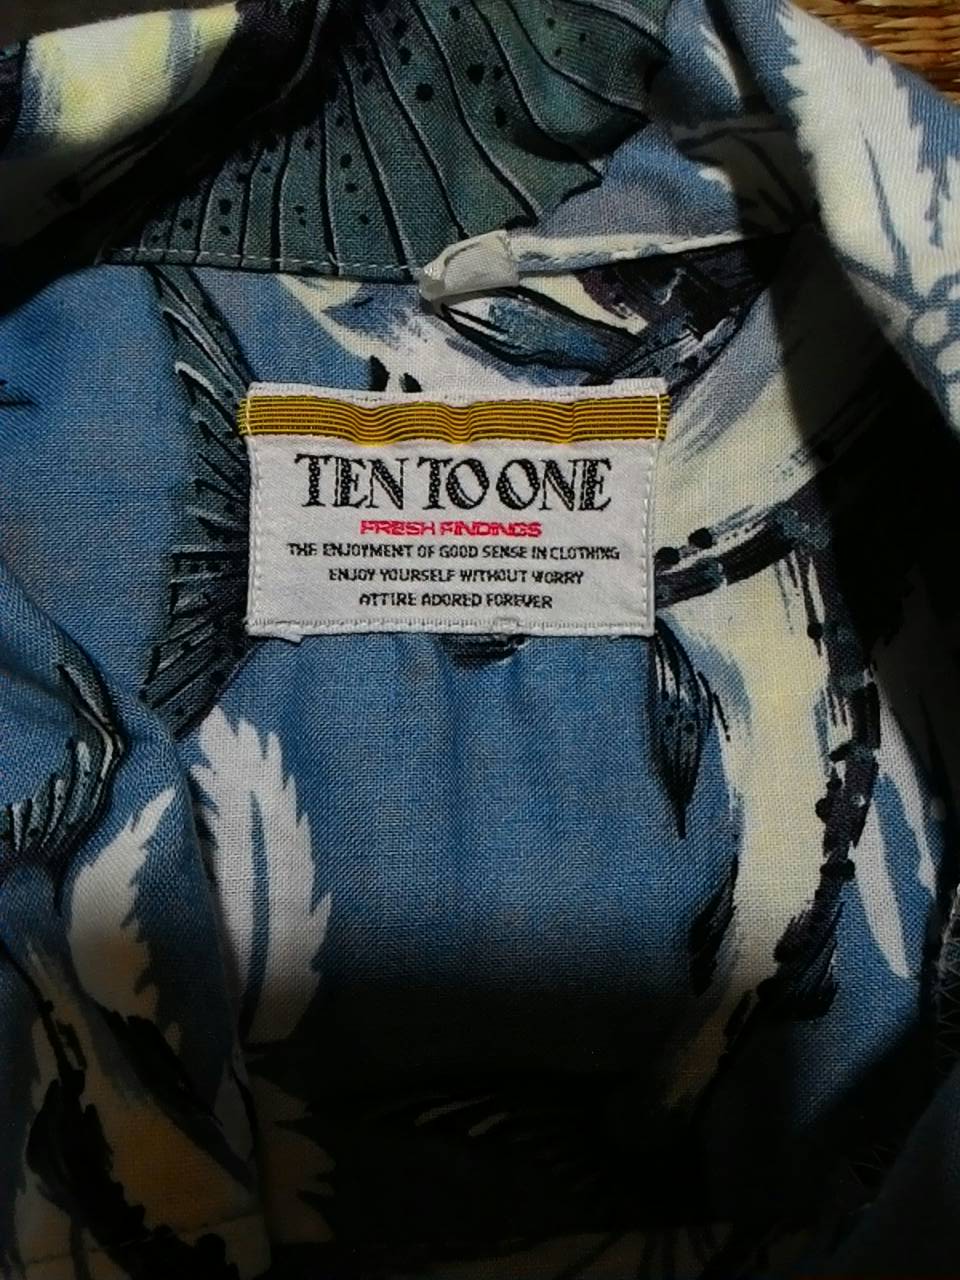 TEN TO ONE
FRESH FINDINGS
THE ENJOYMENT OF GOOD SENSE IN CLOTHING
ENJOY YOURSELF WITHOUT WORRY
ATTIRE ADORED FOREVER